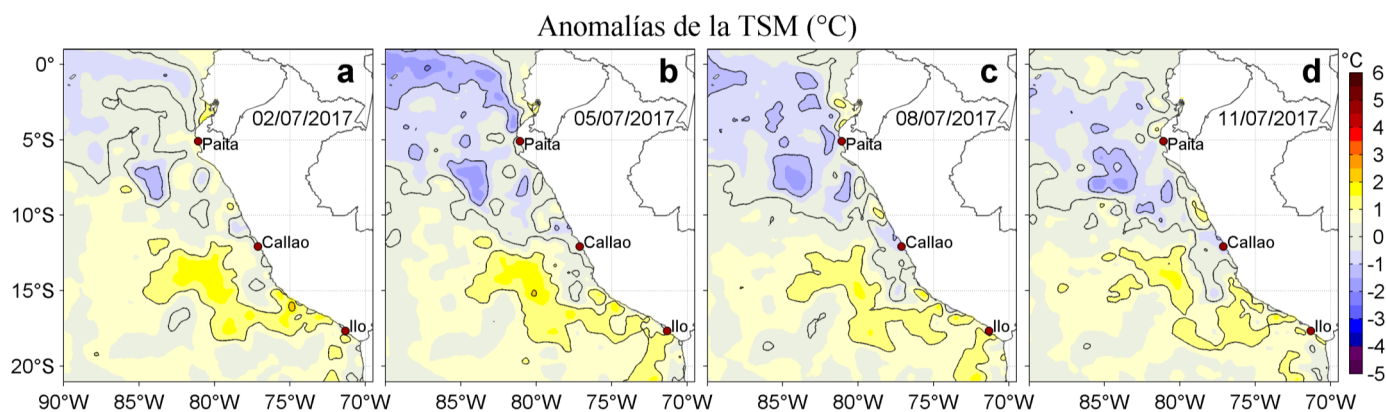 Anomalías de la TSM (°C)
a
b
c
d
°C
02/07/2017
05/07/2017
08/07/2017
11/07/2017
Paita
Paita
Paita
Paita
Callao
Callao
Callao
Callao
Ilo
Ilo
Ilo
Ilo
0°
5°S
10°S
15°S
20°S
90°W 85°W 80°W 75°W 70°W
85°W 80°W 75°W 70°W
85°W 80°W 75°W 70°W
85°W 80°W 75°W 70°W
6
5
4
3
2
1
0
-1
-2
-3
-4
-5